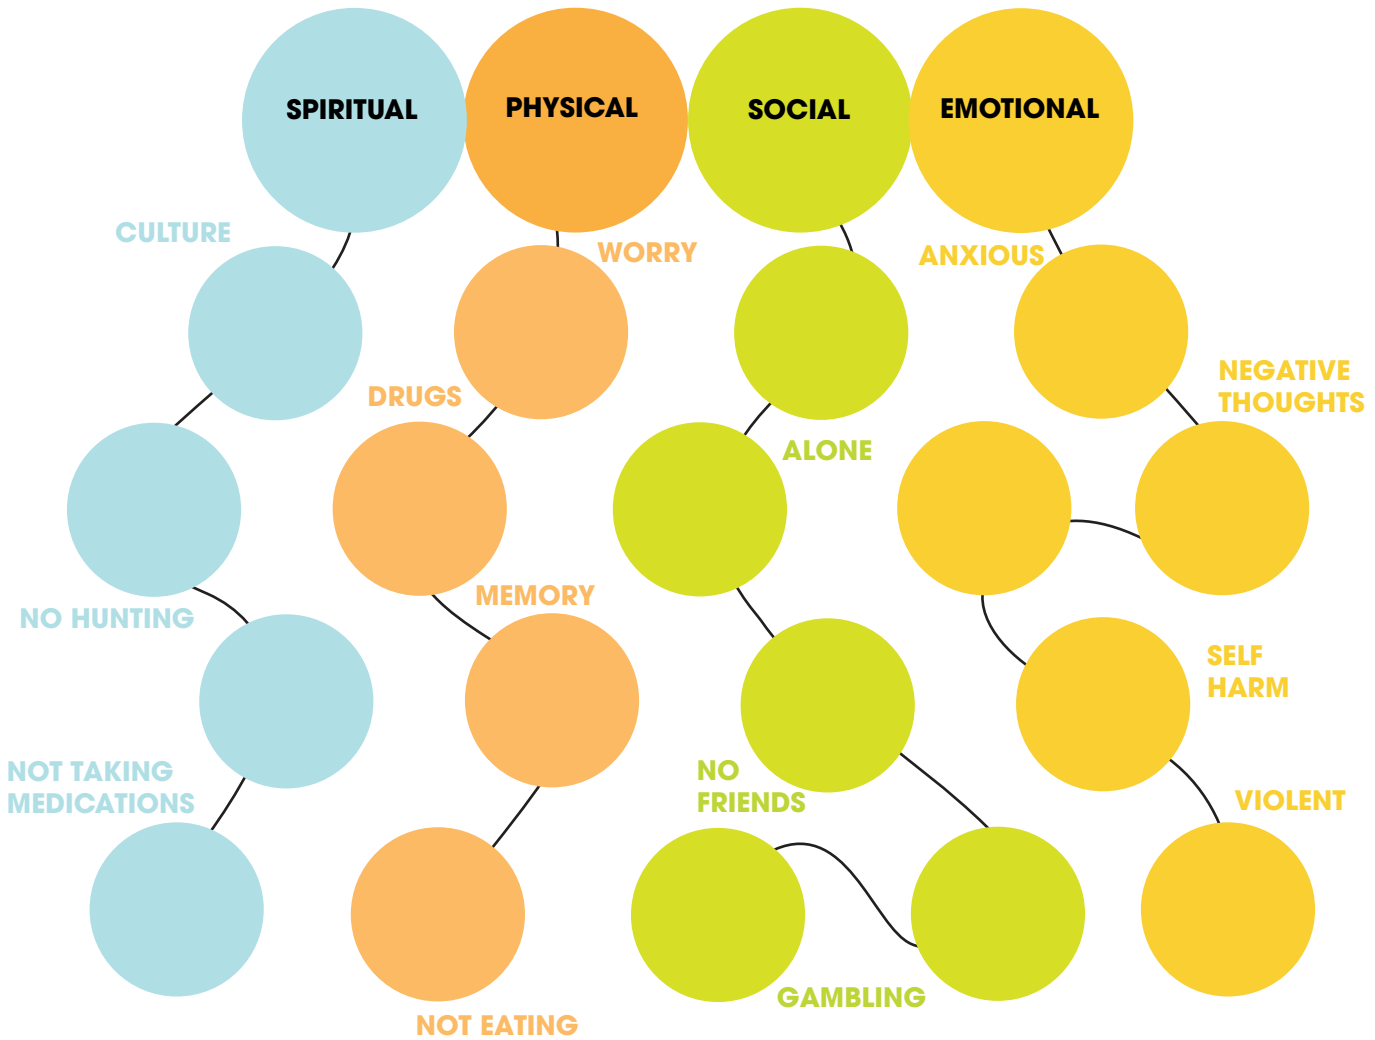 SPIRITUAL
PHYSICAL
SOCIAL
EMOTIONAL
CULTURE
WORRY
ANXIOUS
DRUGS
NEGATIVE
THOUGHTS
ALONE
MEMORY
NO HUNTING
SELF
HARM
NOT TAKING
MEDICATIONS
NO
FRIENDS
VIOLENT
GAMBLING
NOT EATING